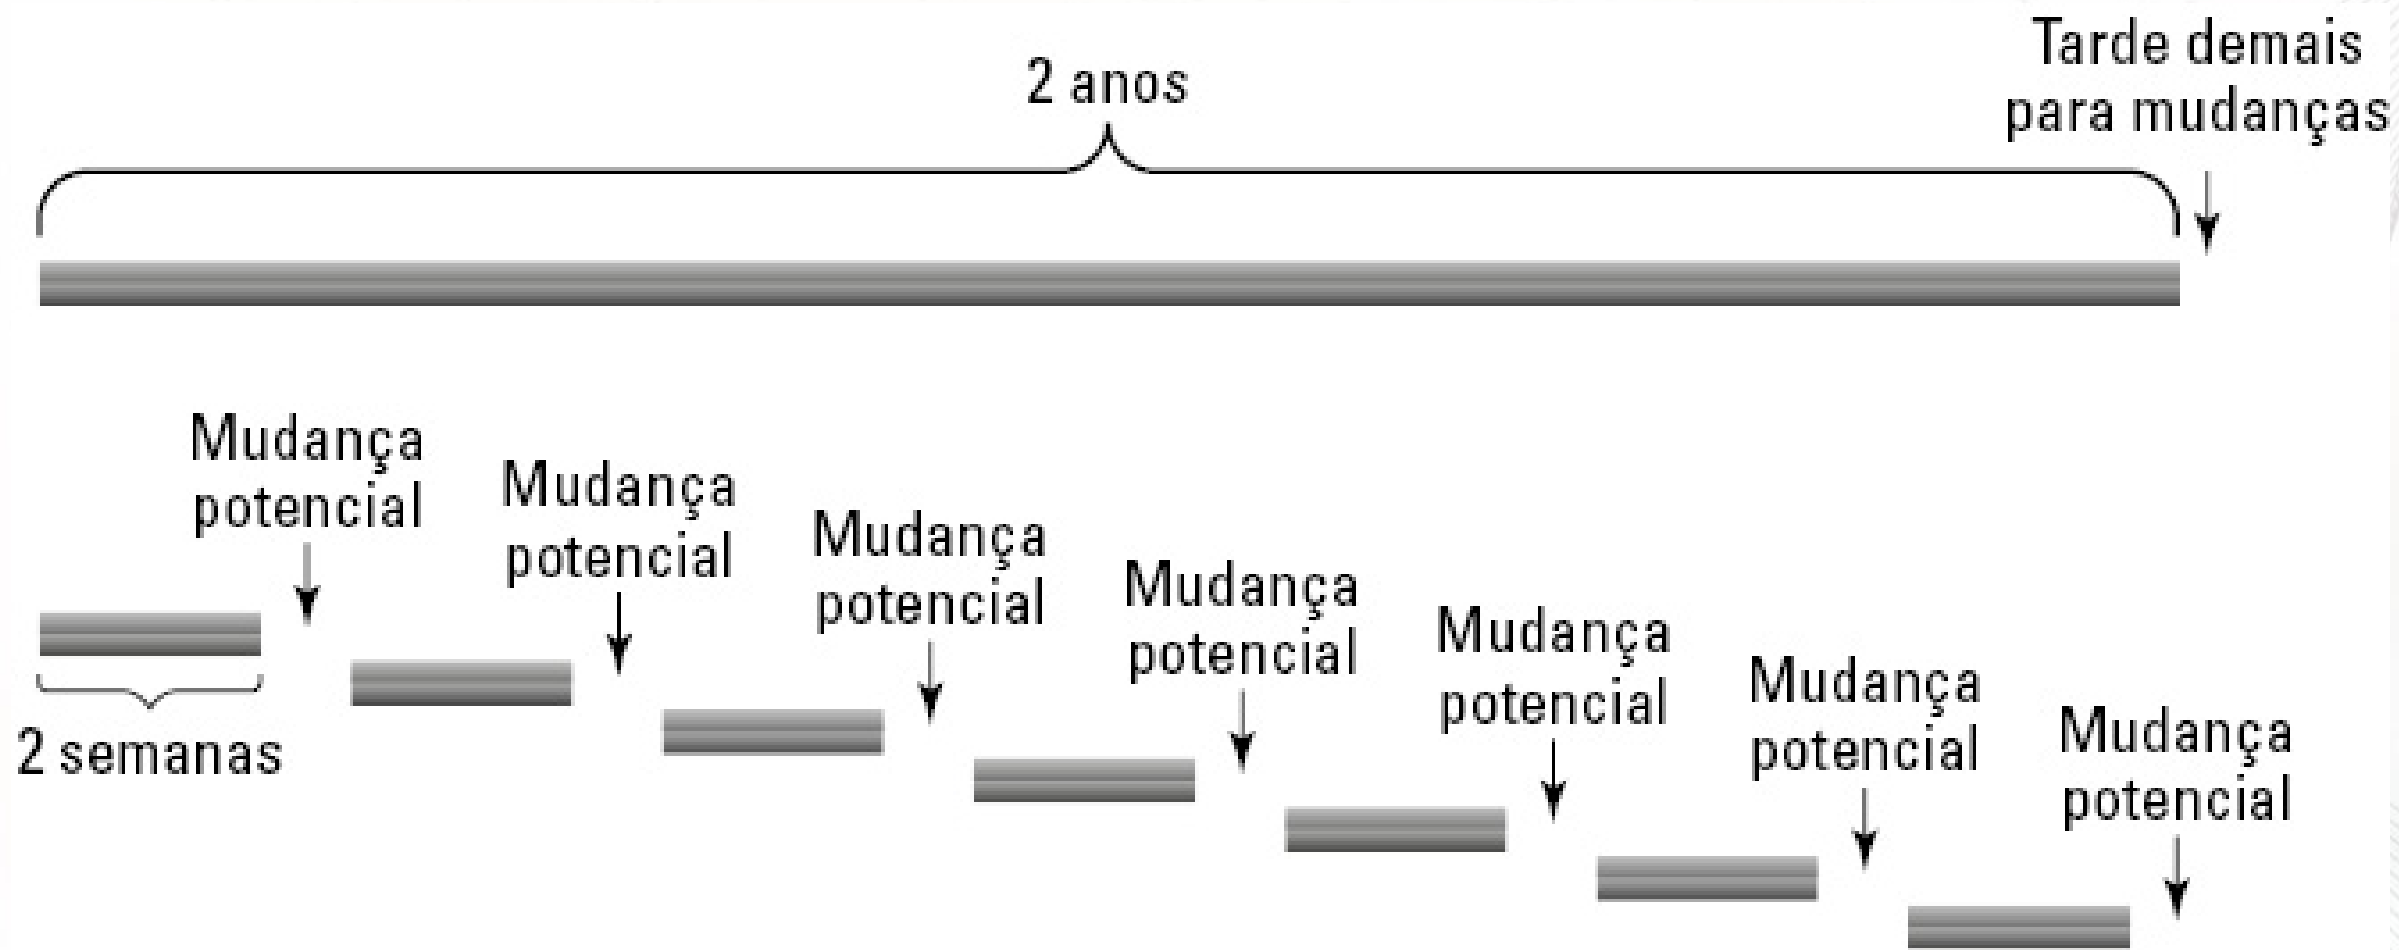 Tarde demais
para mudanças
2 anos
Mudança
potencial
Mudança
potencial
Mudança
potencial
Mudança
potencial
Mudança
potencial
Mudança
potencial
Mudança
potencial
2 semanas